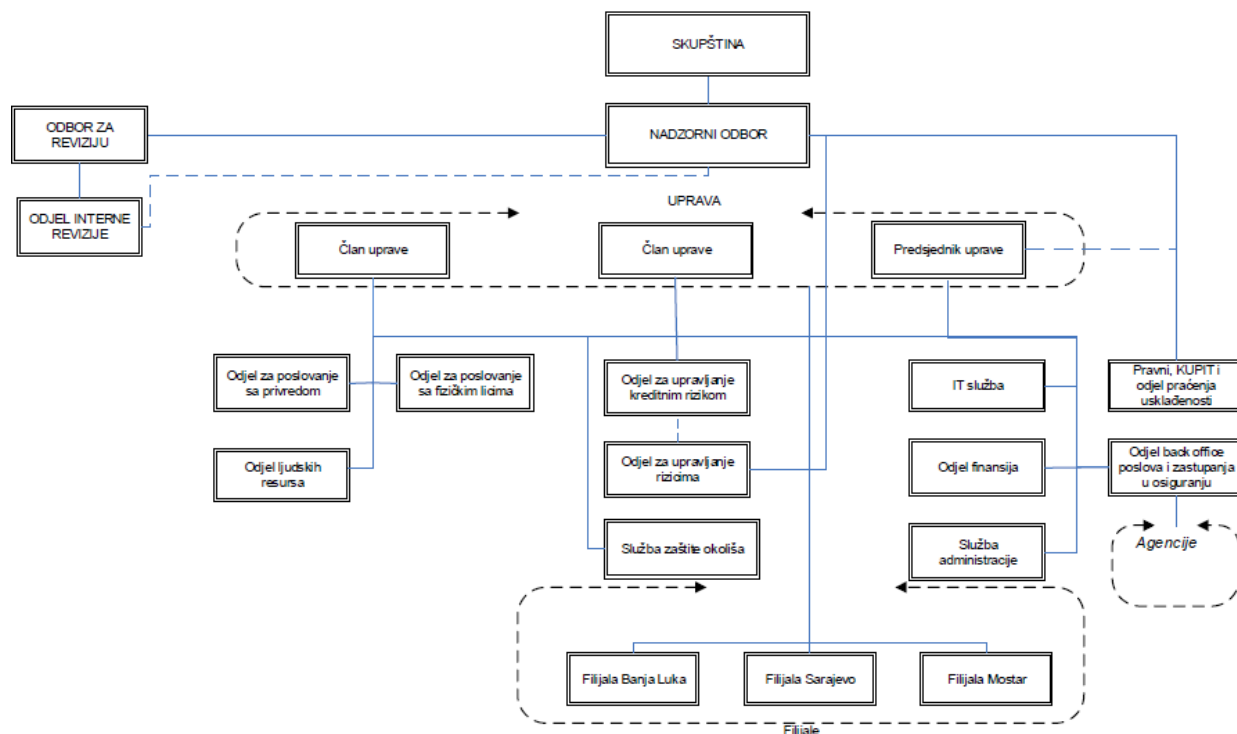 SKUPŠTINA
ODBOR ZA
REVIZIJU
NADZORNI ODBOR
ODJEL INTERNE
REVIZIJE
UPRAVA
Član uprave
Član uprave
Predsjednik uprave
Odjel za poslovanje
sa privredom
Odjel za poslovanje
sa fizičkim licima
Odjel za upravljanje
kreditnim rizikom
IT služba
Pravni, KUPIT i
odjel praćenja
usklađenosti
Odjel ljudskih
resursa
Odjel za upravljanje
rizicima
Odjel finansija
Odjel back office
poslova i zastupanja
u osiguranju
Služba zaštite okoliša
Služba
administracije
Agencije
Filijala Banja Luka
Filijala Sarajevo
Filijala Mostar
Filijale